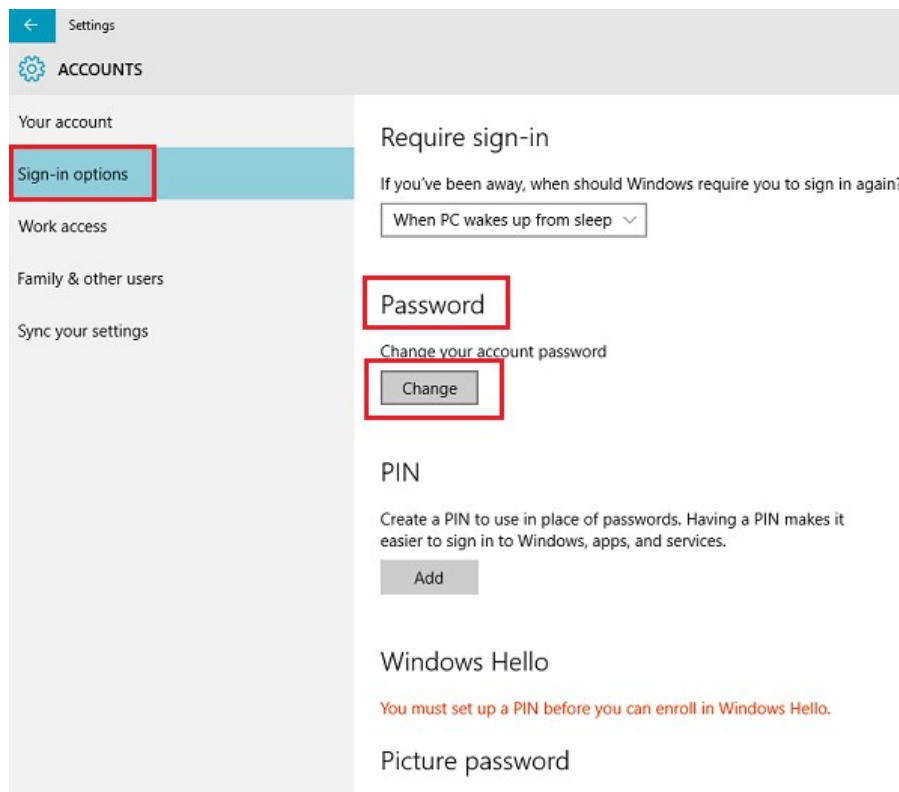 Settings
ACCOUNTS
Your account
Sign-in options
Work access
Family & other users
Sync your settings
Require sign-in
If you've been away, when should Windows require you to sign in again?
When PC wakes up from sleep
Password
Change your account password
Change
PIN
Create a PIN to use in place of passwords. Having a PIN makes it
easier to sign in to Windows, apps, and services.
Add
Windows Hello
You must set up a PIN before you can enroll in Windows Hello.
Picture password